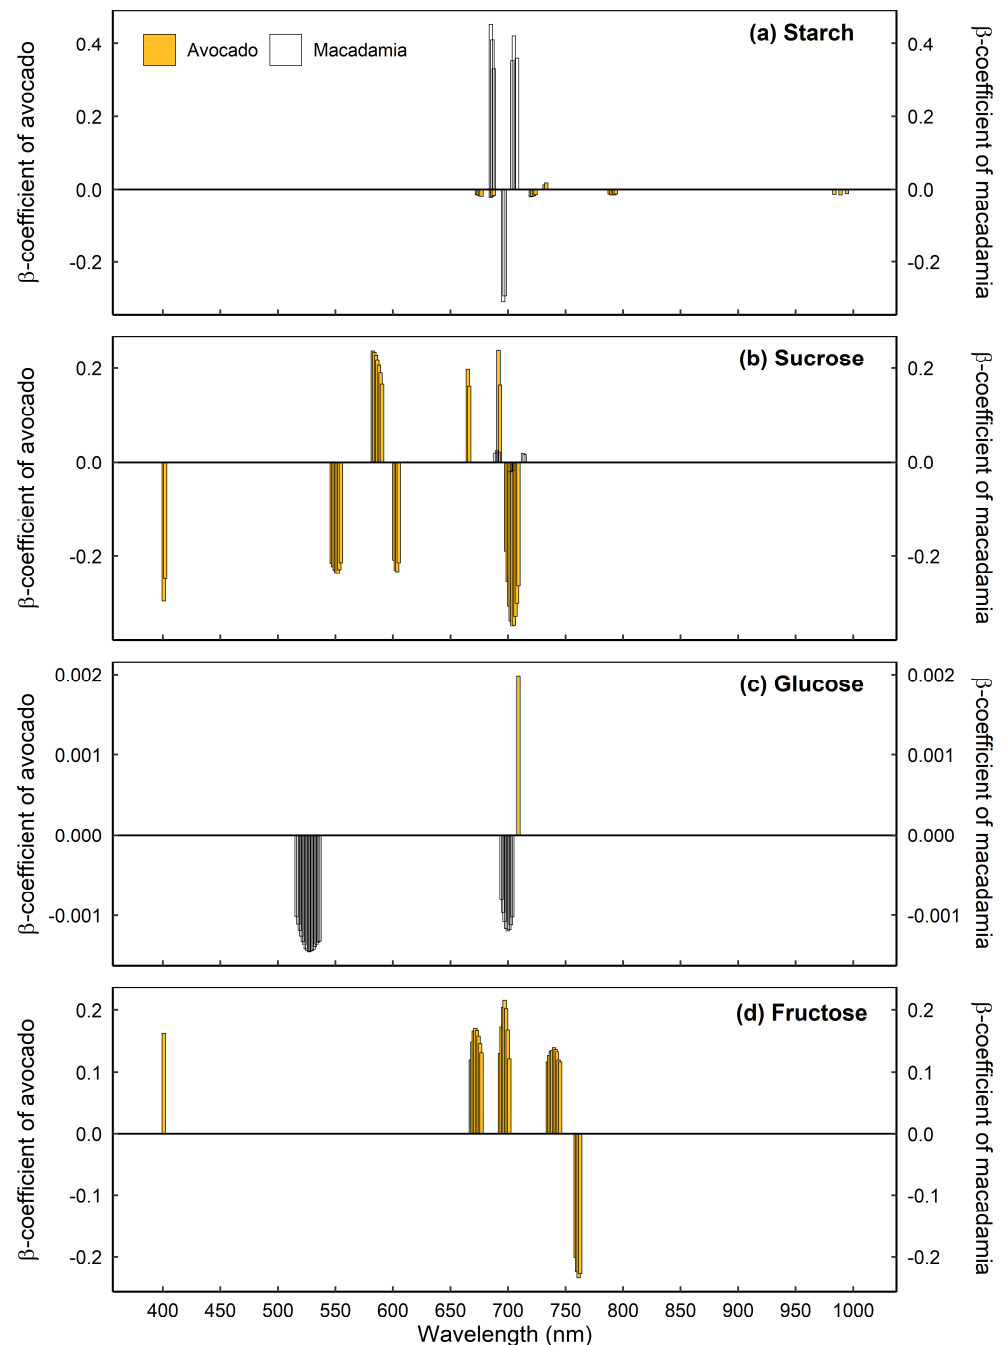 (a) Starch
Avocado
Macadamia
0.4
0.2
0.0
-0.2
0.4
0.2
0.0
-0.2
β-coefficient of avocado
β-coefficient of macadamia
(b) Sucrose
0.2
0.0
-0.2
0.2
0.0
-0.2
β-coefficient of avocado
β-coefficient of macadamia
(c) Glucose
0.002
0.001
0.000
-0.001
0.002
0.001
0.000
-0.001
β-coefficient of avocado
β-coefficient of macadamia
(d) Fructose
0.2
0.1
0.0
-0.1
-0.2
0.2
0.1
0.0
-0.1
-0.2
β-coefficient of avocado
β-coefficient of macadamia
400 450 500 550 600 650 700 750 800 850 900 950 1000
Wavelength (nm)